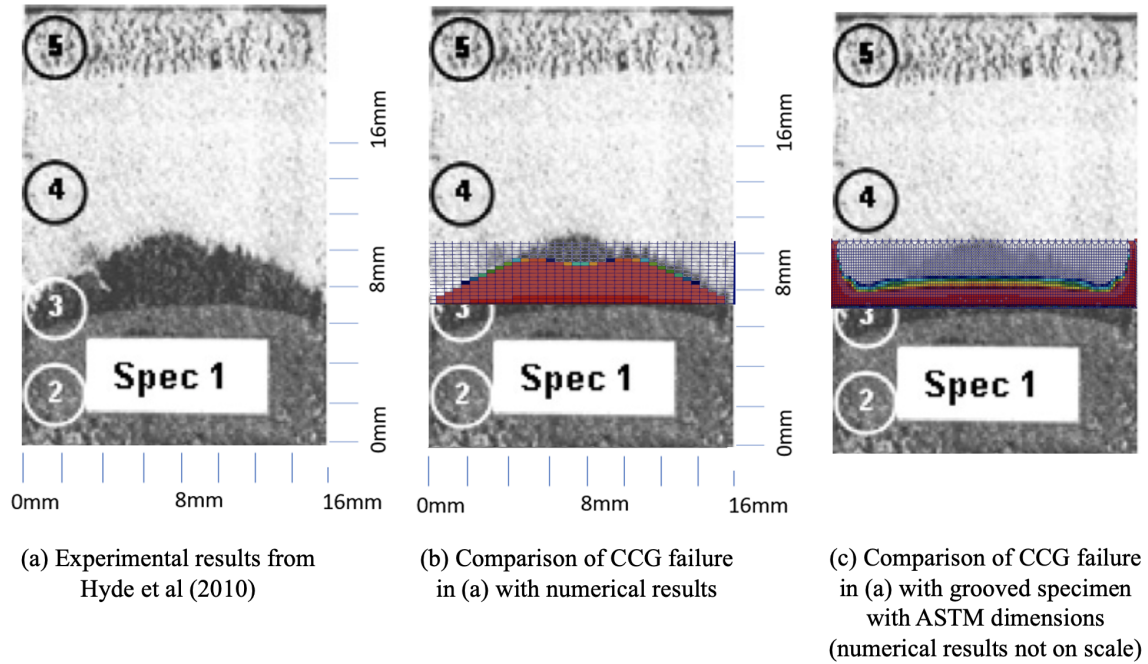 5
4
3
2
Spec 1
16mm
8mm
0mm
0mm 8mm 16mm
(a) Experimental results from
Hyde et al (2010)
5
4
3
2
Spec 1
16mm
8mm
0mm
0mm 8mm 16mm
(b) Comparison of CCG failure
in (a) with numerical results
5
4
3
2
Spec 1
(c) Comparison of CCG failure
in (a) with grooved specimen
with ASTM dimensions
(numerical results not on scale)